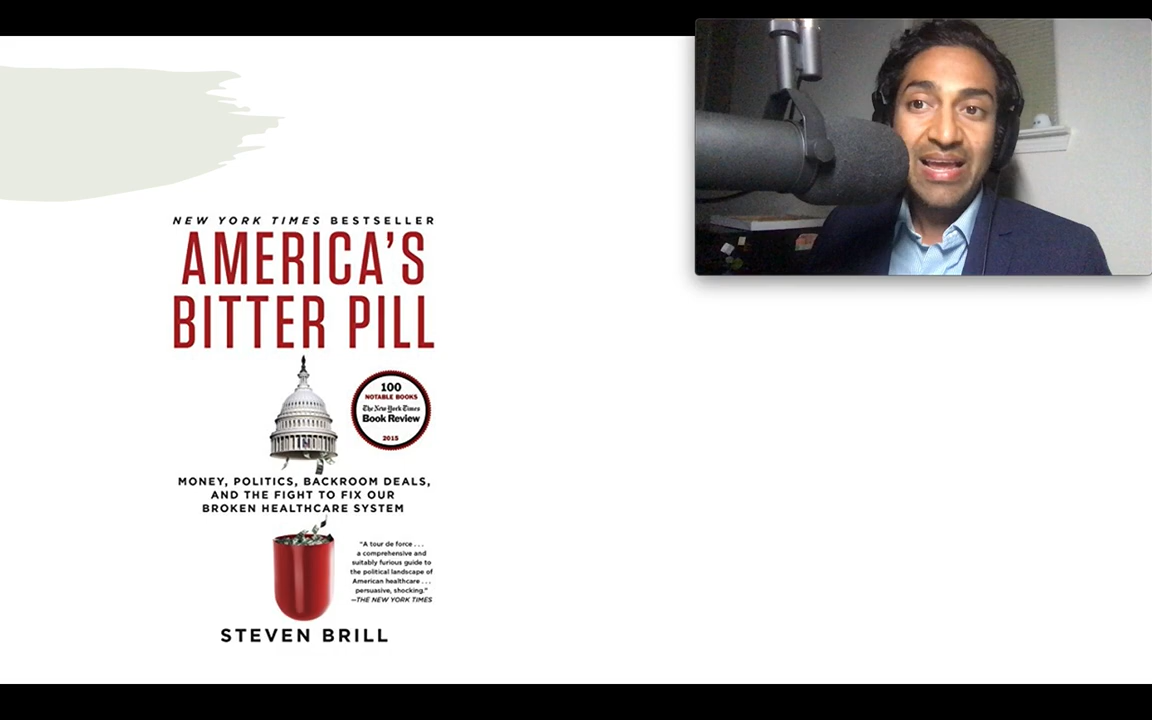 NEW YORK TIMES BESTSELLER
AMERICA'S
BITTER PILL
100
NOTABLE BOOKS
The New York Times
Book Review
2015
MONEY, POLITICS, BACKROOM DEALS,
AND THE FIGHT TO FIX OUR
BROKEN HEALTHCARE SYSTEM
"A tour de force . . .
a comprehensive and
suitably furious guide to
the political landscape of
American healthcare . . .
persuasive, shocking."
—THE NEW YORK TIMES
STEVEN BRILL